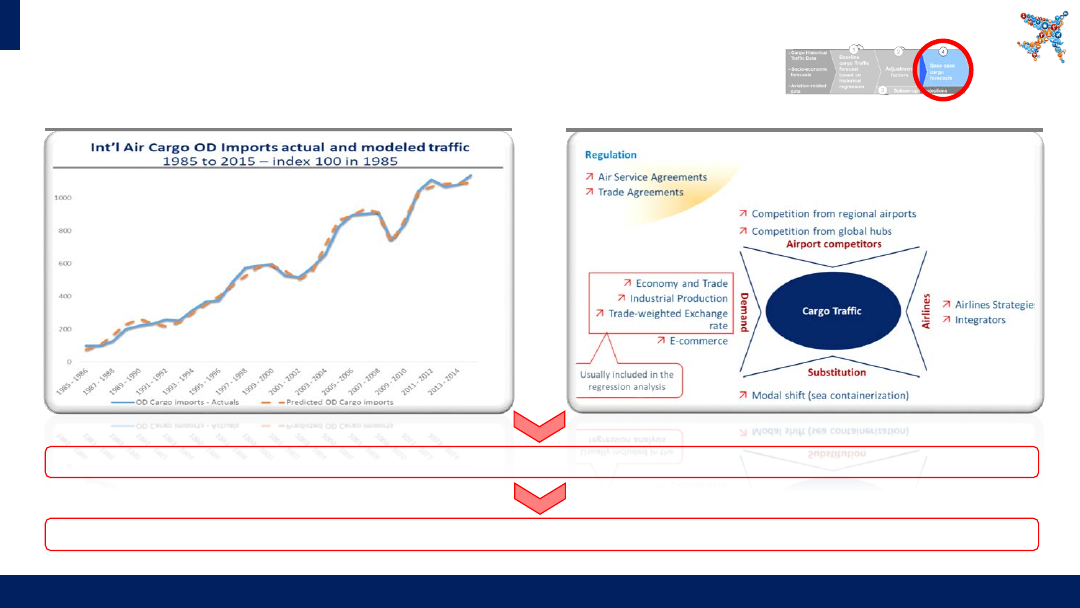 - Cargo Historical
Traffic Data
- Socio-economic
forecasts
- Aviation-related
data
1
Baseline
cargo Traffic
forecast
based on
historical
regression
2
Adjustment
factors
3
4
Base case
cargo
forecasts
Int'l Air Cargo OD Imports actual and modeled traffic
1985 to 2015 – index 100 in 1985
1000
800
600
400
200
0
1985 - 1986
1987 - 1988
1989 - 1990
1991 - 1992
1993 - 1994
1995 - 1996
1997 - 1998
1999 - 2000
2001 - 2002
2003 - 2004
2005 - 2006
2007 - 2008
2009 - 2010
2011 - 2012
2013 - 2014
OD Cargo imports - Actuals
Predicted OD Cargo imports
Regulation
Air Service Agreements
Trade Agreements
Competition from regional airports
Competition from global hubs
Airport competitors
Economy and Trade
Industrial Production
Trade-weighted Exchange
rate
E-commerce
Demand
Cargo Traffic
Airlines
Airlines Strategie
Integrators
Usually included in the
regression analysis
Substitution
Modal shift (sea containerization)